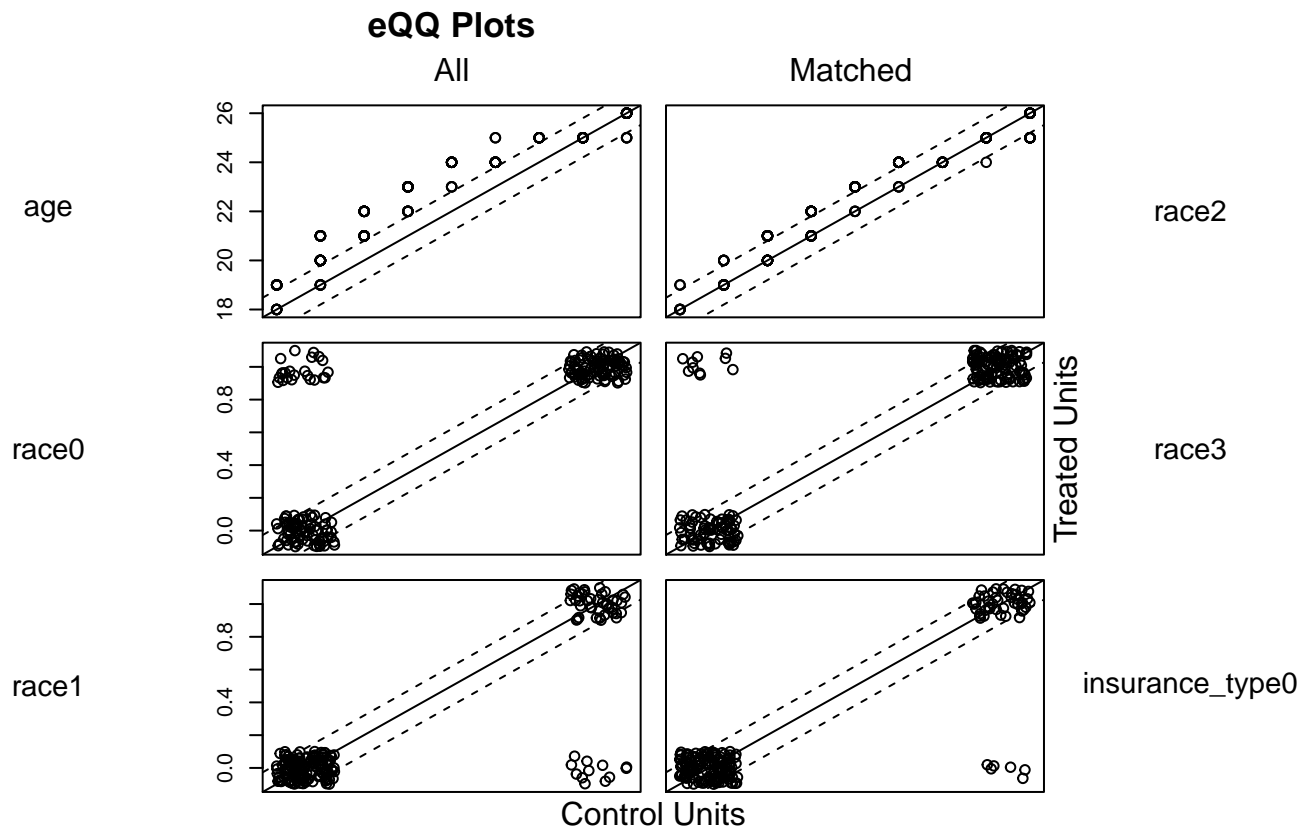 eQQ Plots
All
Matched
age
18 20 22 24 26
race2
race0
0.0 0.4 0.8
race3
Treated Units
race1
0.0 0.4 0.8
insurance_type0
Control Units